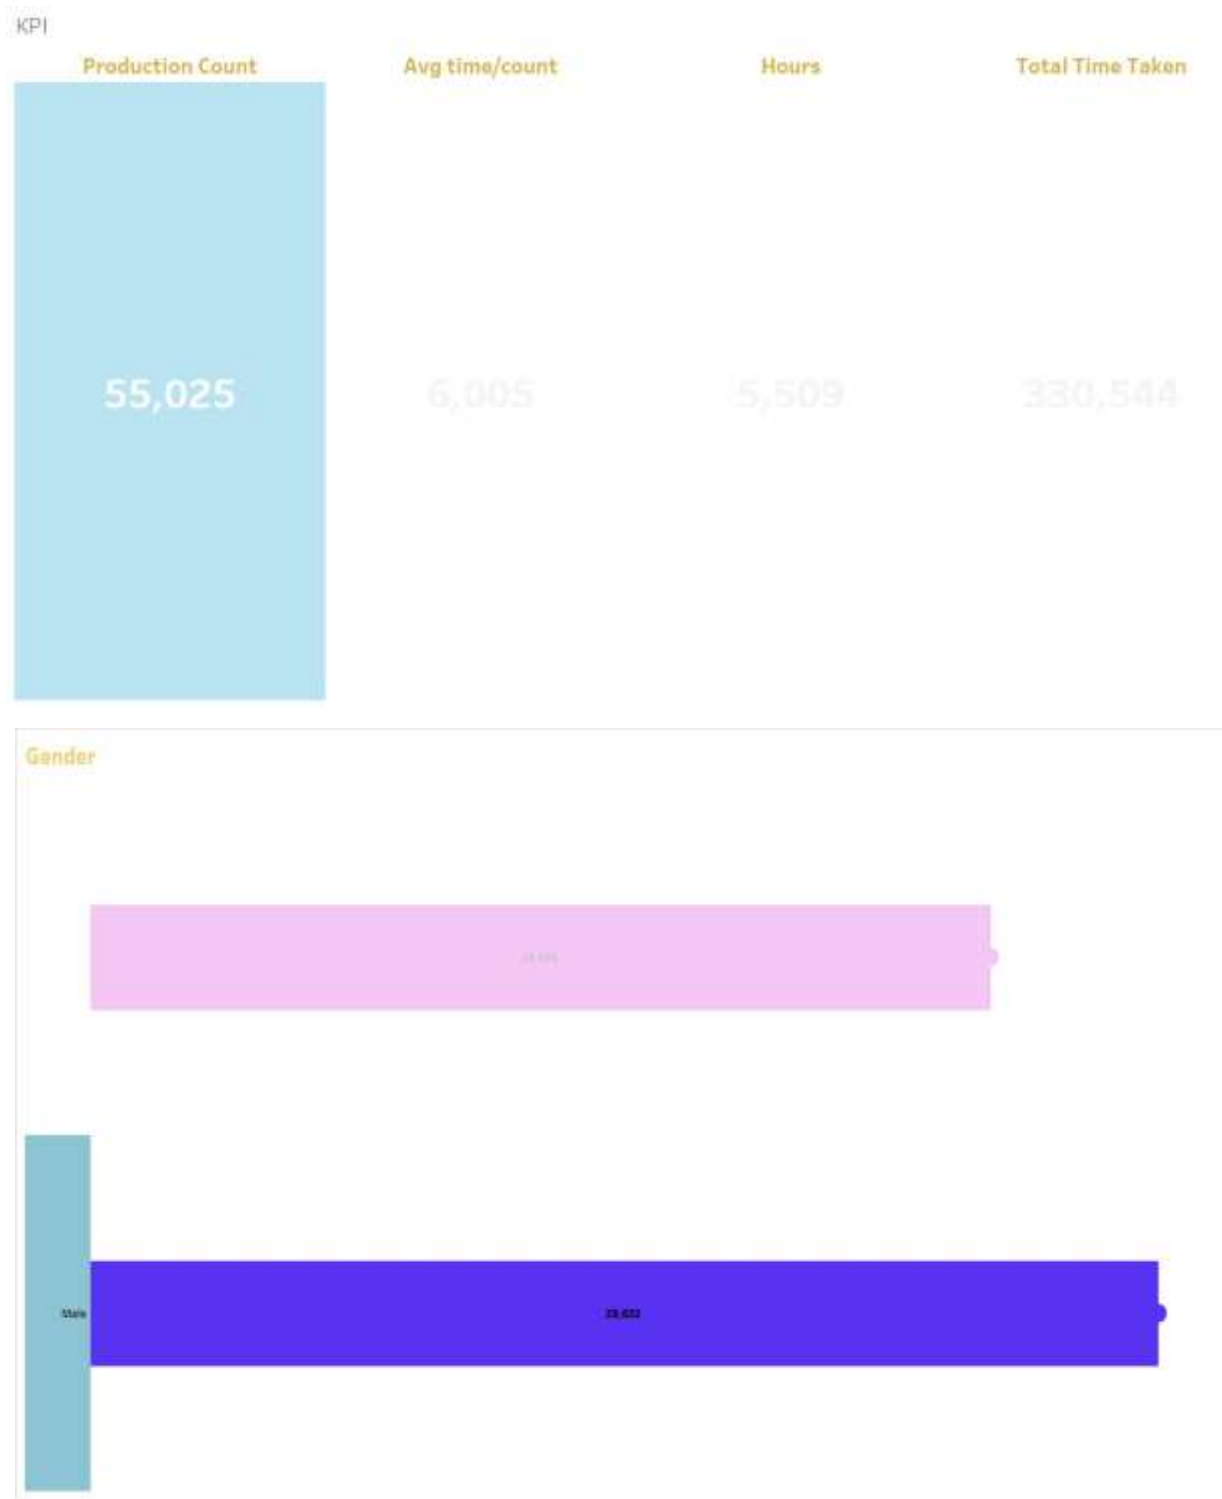 KPI
Production Count Avg time/count Hours Total Time Taken
55,025 6,005 5,509 330,544
Gender
Male